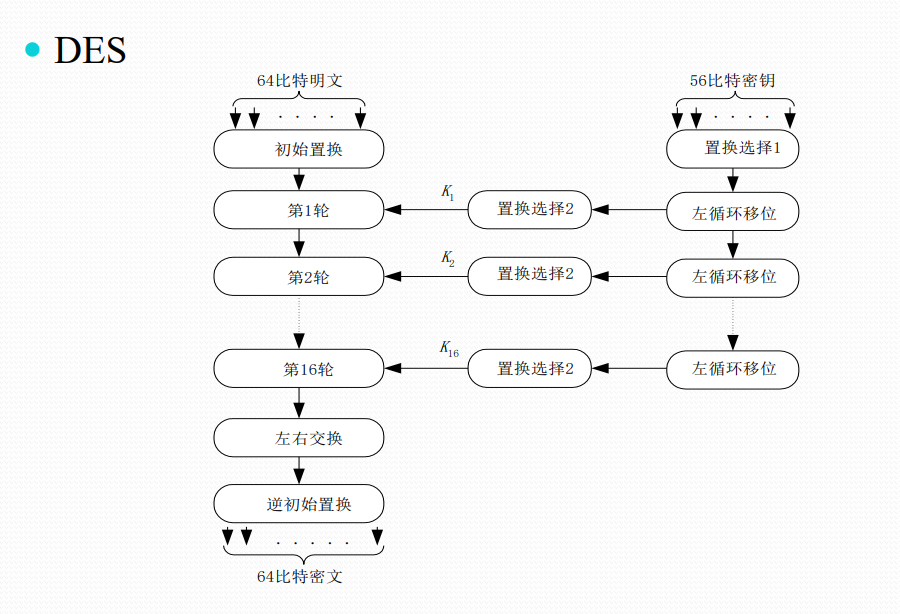 DES
64比特明文
56比特密钥
初始置换
置换选择1
第1轮
K1
置换选择2
左循环移位
第2轮
K2
置换选择2
左循环移位
第16轮
K16
置换选择2
左循环移位
左右交换
逆初始置换
64比特密文